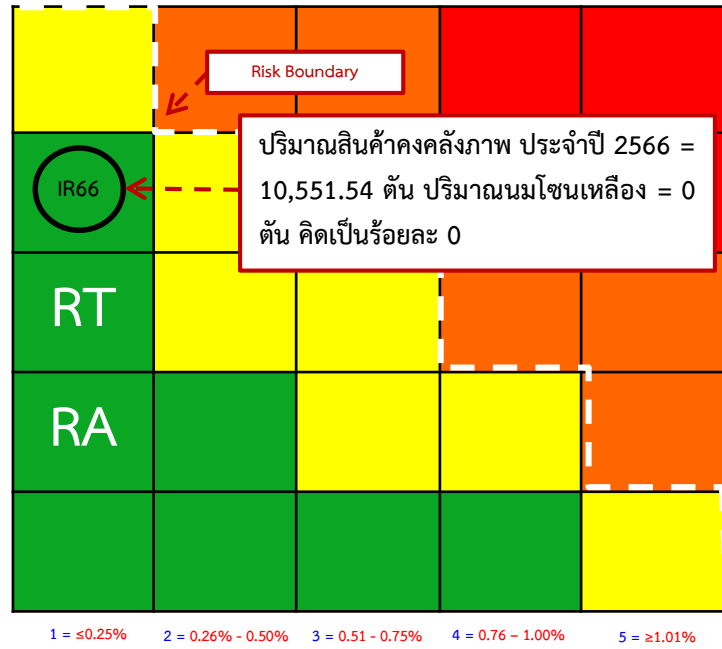 Risk Boundary
ปริมาณสินค้าคงคลังภาพ ประจำปี 2566 =
10,551.54 ตัน ปริมาณนมโซนเหลือง = 0
ตัน คิดเป็นร้อยละ 0
IR66
RT
RA
1 = ≤0.25% 2 = 0.26% - 0.50% 3 = 0.51 - 0.75% 4 = 0.76 – 1.00% 5 = ≥1.01%